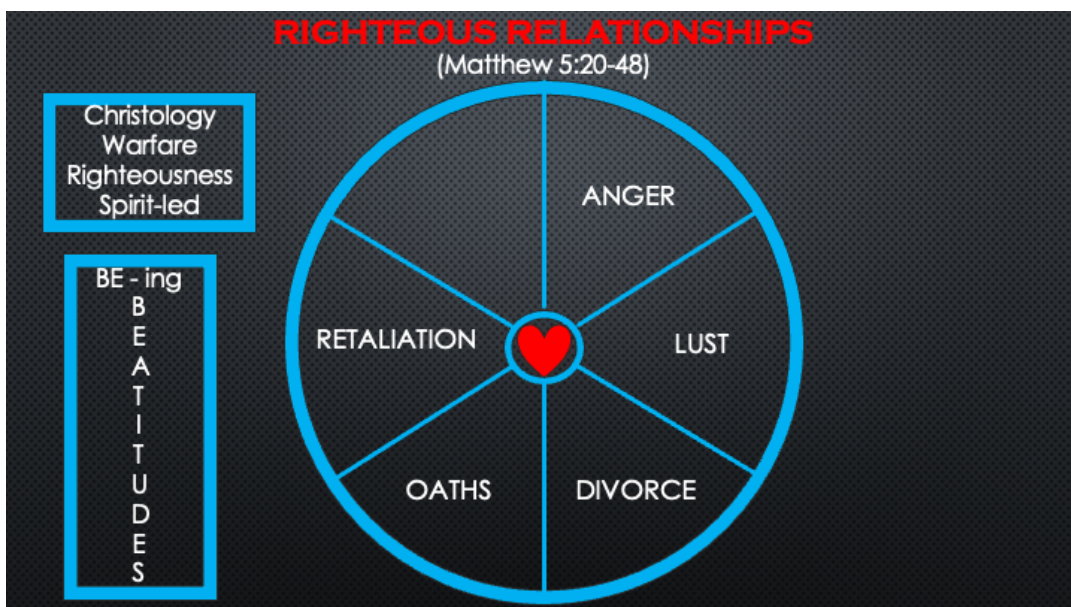 RIGHTEOUS RELATIONSHIPS
(Matthew 5:20-48)
Christology
Warfare
Righteousness
Spirit-led
BE - ing
B
E
A
T
I
T
U
D
E
S
ANGER
LUST
DIVORCE
OATHS
RETALIATION